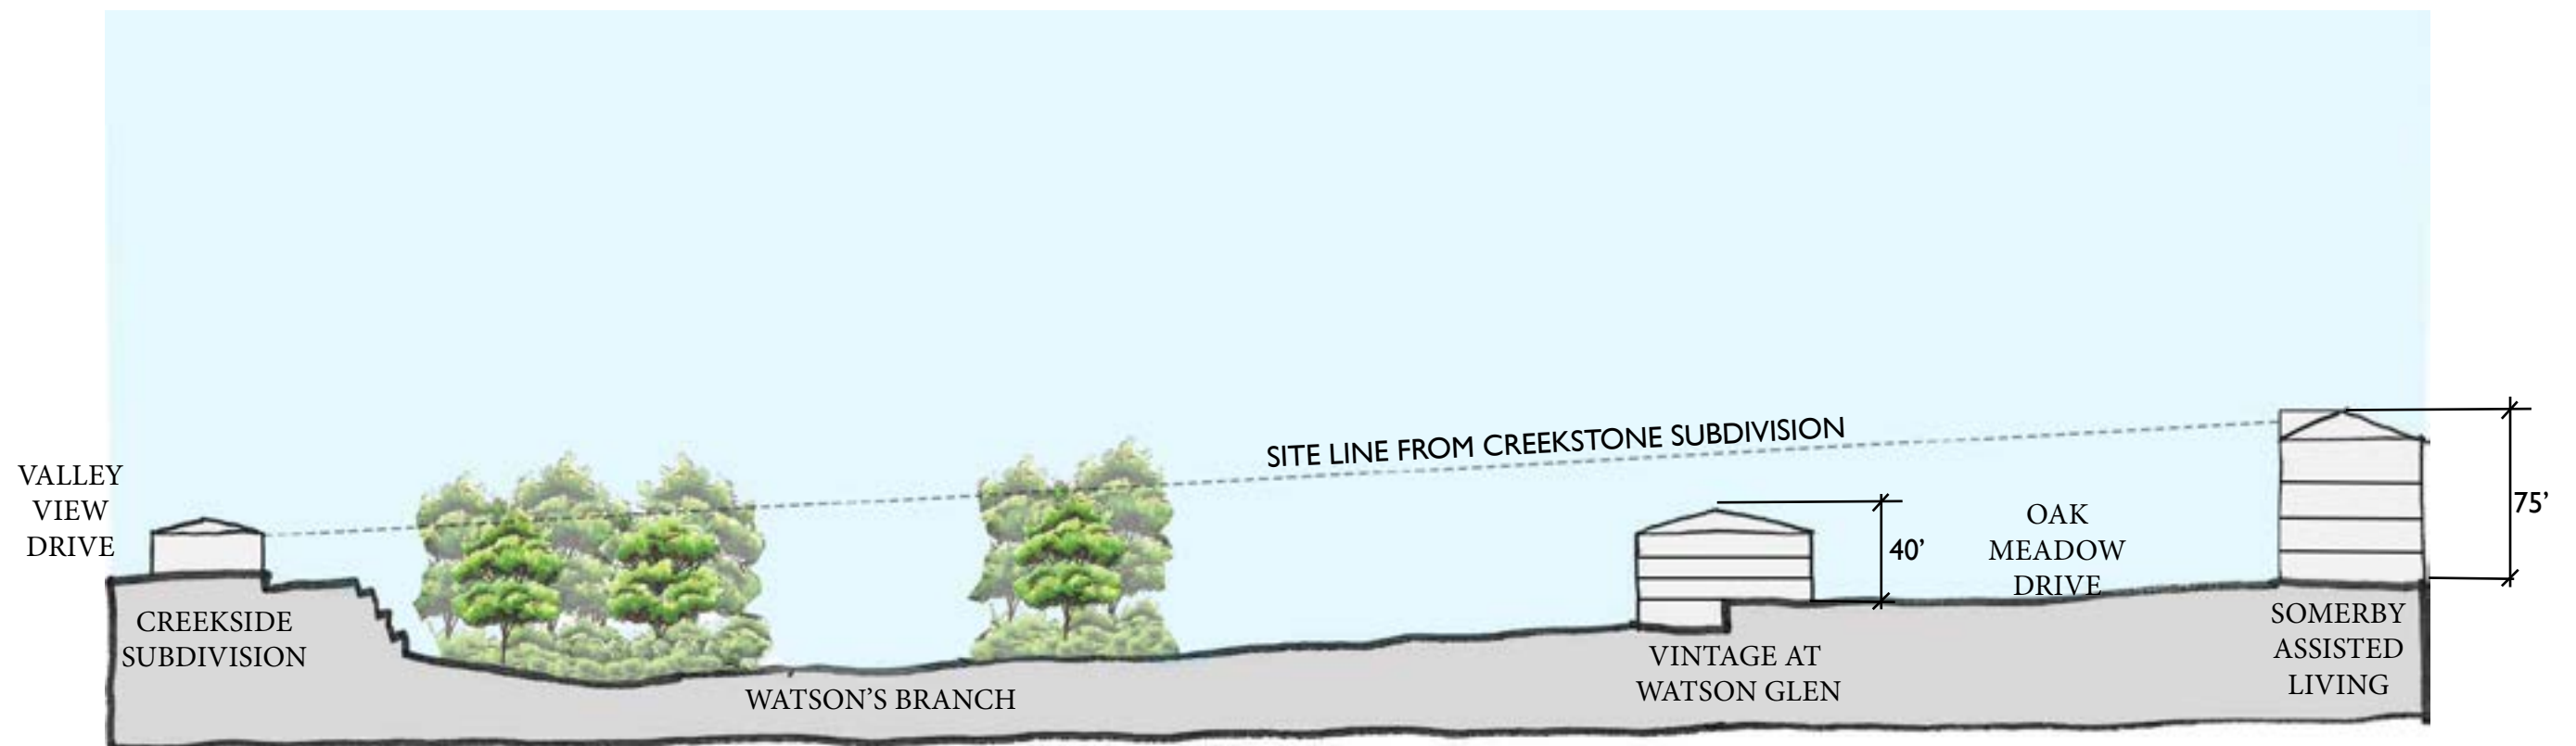 VALLEY
VIEW
DRIVE
CREEKSIDE
SUBDIVISION
WATSON'S BRANCH
SITE LINE FROM CREEKSTONE SUBDIVISION
40'
VINTAGE AT
WATSON GLEN
OAK
MEADOW
DRIVE
75'
SOMERBY
ASSISTED
LIVING